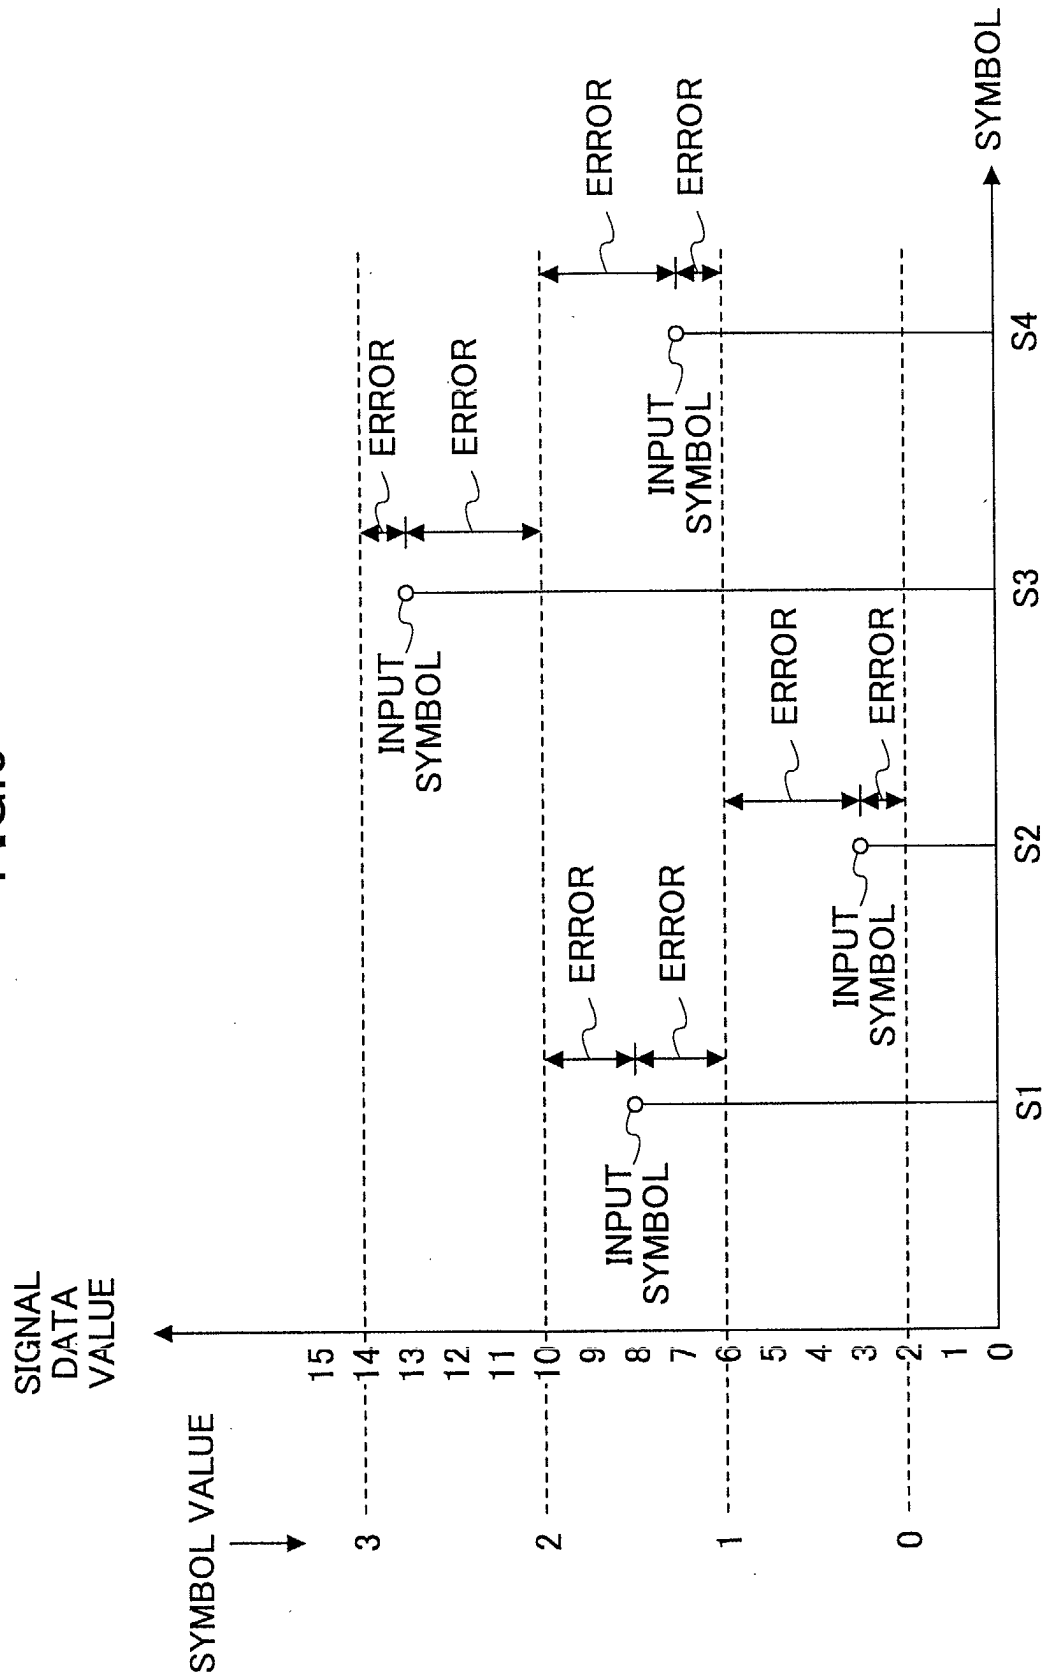 SIGNAL
DATA
VALUE
SYMBOL VALUE
15
14
13
12
11
10
9
8
7
6
5
4
3
2
1
0
3
2
1
0
INPUT
SYMBOL
ERROR
ERROR
INPUT
SYMBOL
ERROR
ERROR
INPUT
SYMBOL
ERROR
ERROR
INPUT
SYMBOL
ERROR
ERROR
S1
S2
S3
S4
SYMBOL